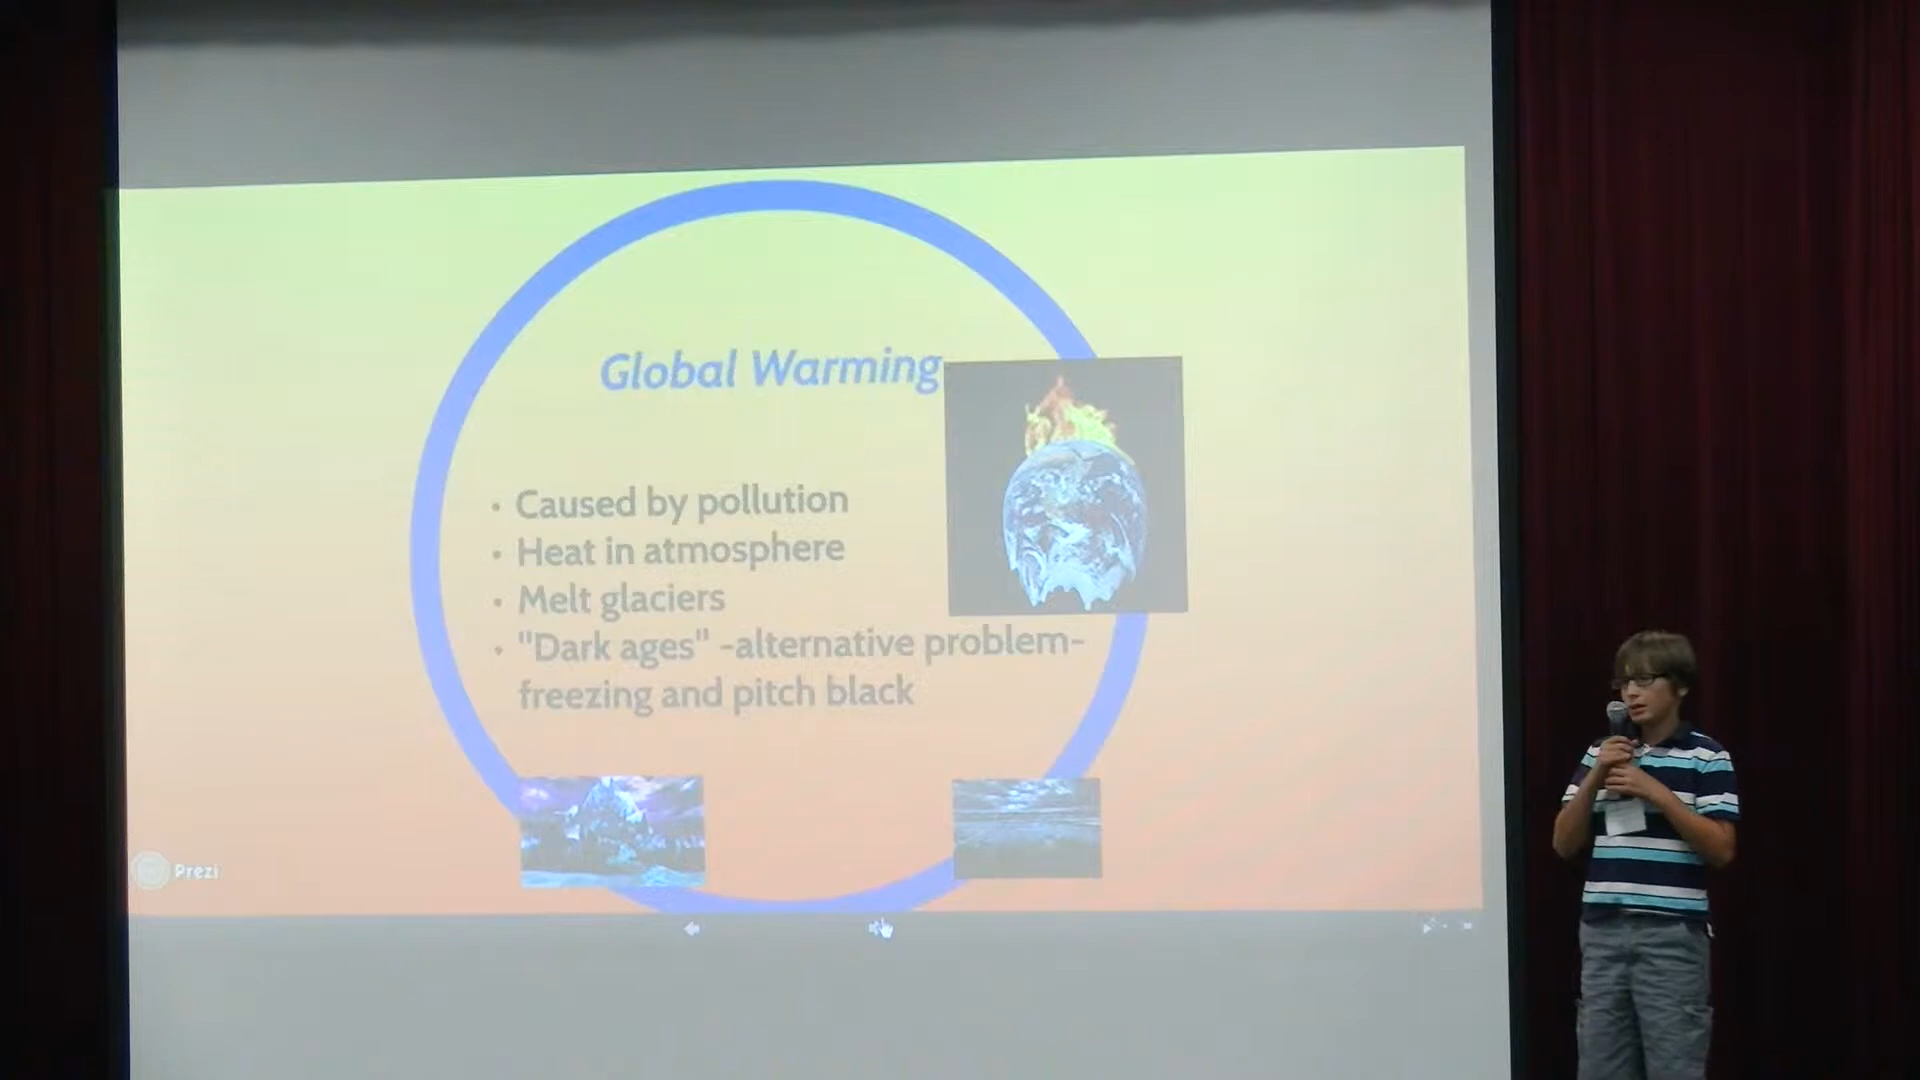 Global Warming
• Caused by pollution
• Heat in atmosphere
• Melt glaciers
• "Dark ages" -alternative problem-
freezing and pitch black
Prezi